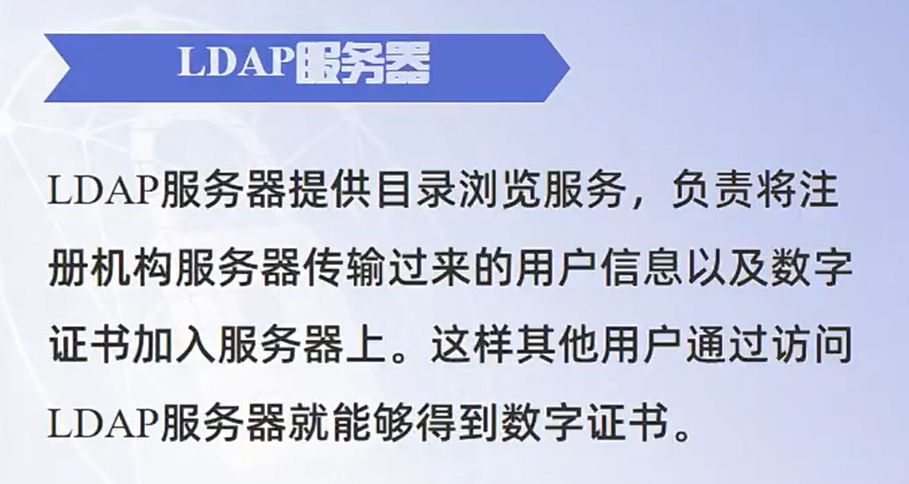 LDAP服务器
LDAP服务器提供目录浏览服务，负责将注
册机构服务器传输过来的用户信息以及数字
证书加入服务器上。这样其他用户通过访问
LDAP服务器就能够得到数字证书。